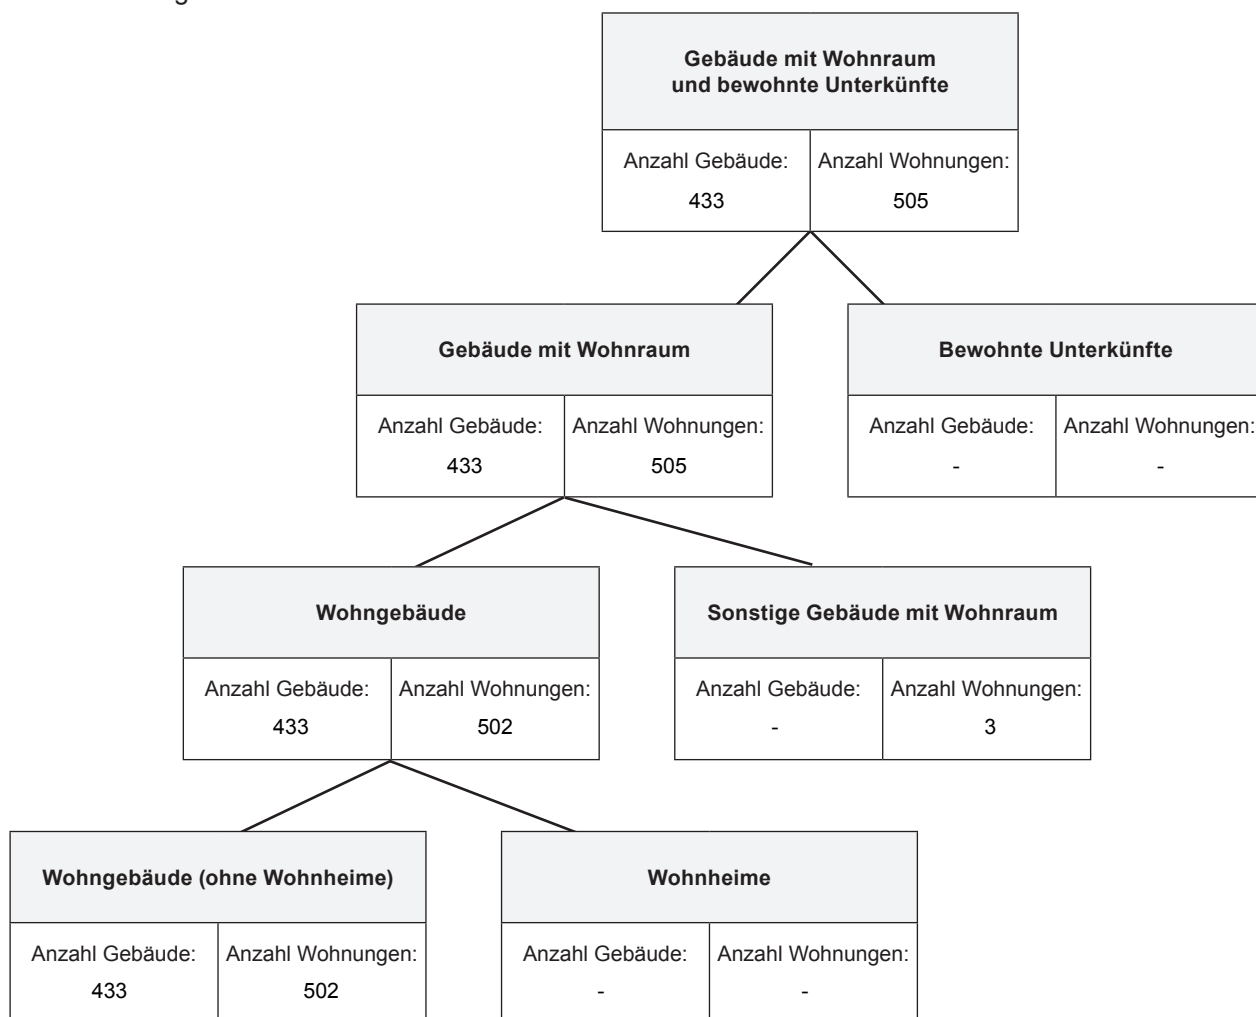 Gebäude mit Wohnraum
und bewohnte Unterkünfte
Anzahl Gebäude: Anzahl Wohnungen:
433 505
Gebäude mit Wohnraum
Anzahl Gebäude: Anzahl Wohnungen:
433 505
Bewohnte Unterkünfte
Anzahl Gebäude: Anzahl Wohnungen:
- -
Wohngebäude
Anzahl Gebäude: Anzahl Wohnungen:
433 502
Sonstige Gebäude mit Wohnraum
Anzahl Gebäude: Anzahl Wohnungen:
- 3
Wohngebäude (ohne Wohnheime)
Anzahl Gebäude: Anzahl Wohnungen:
433 502
Wohnheime
Anzahl Gebäude: Anzahl Wohnungen:
- -